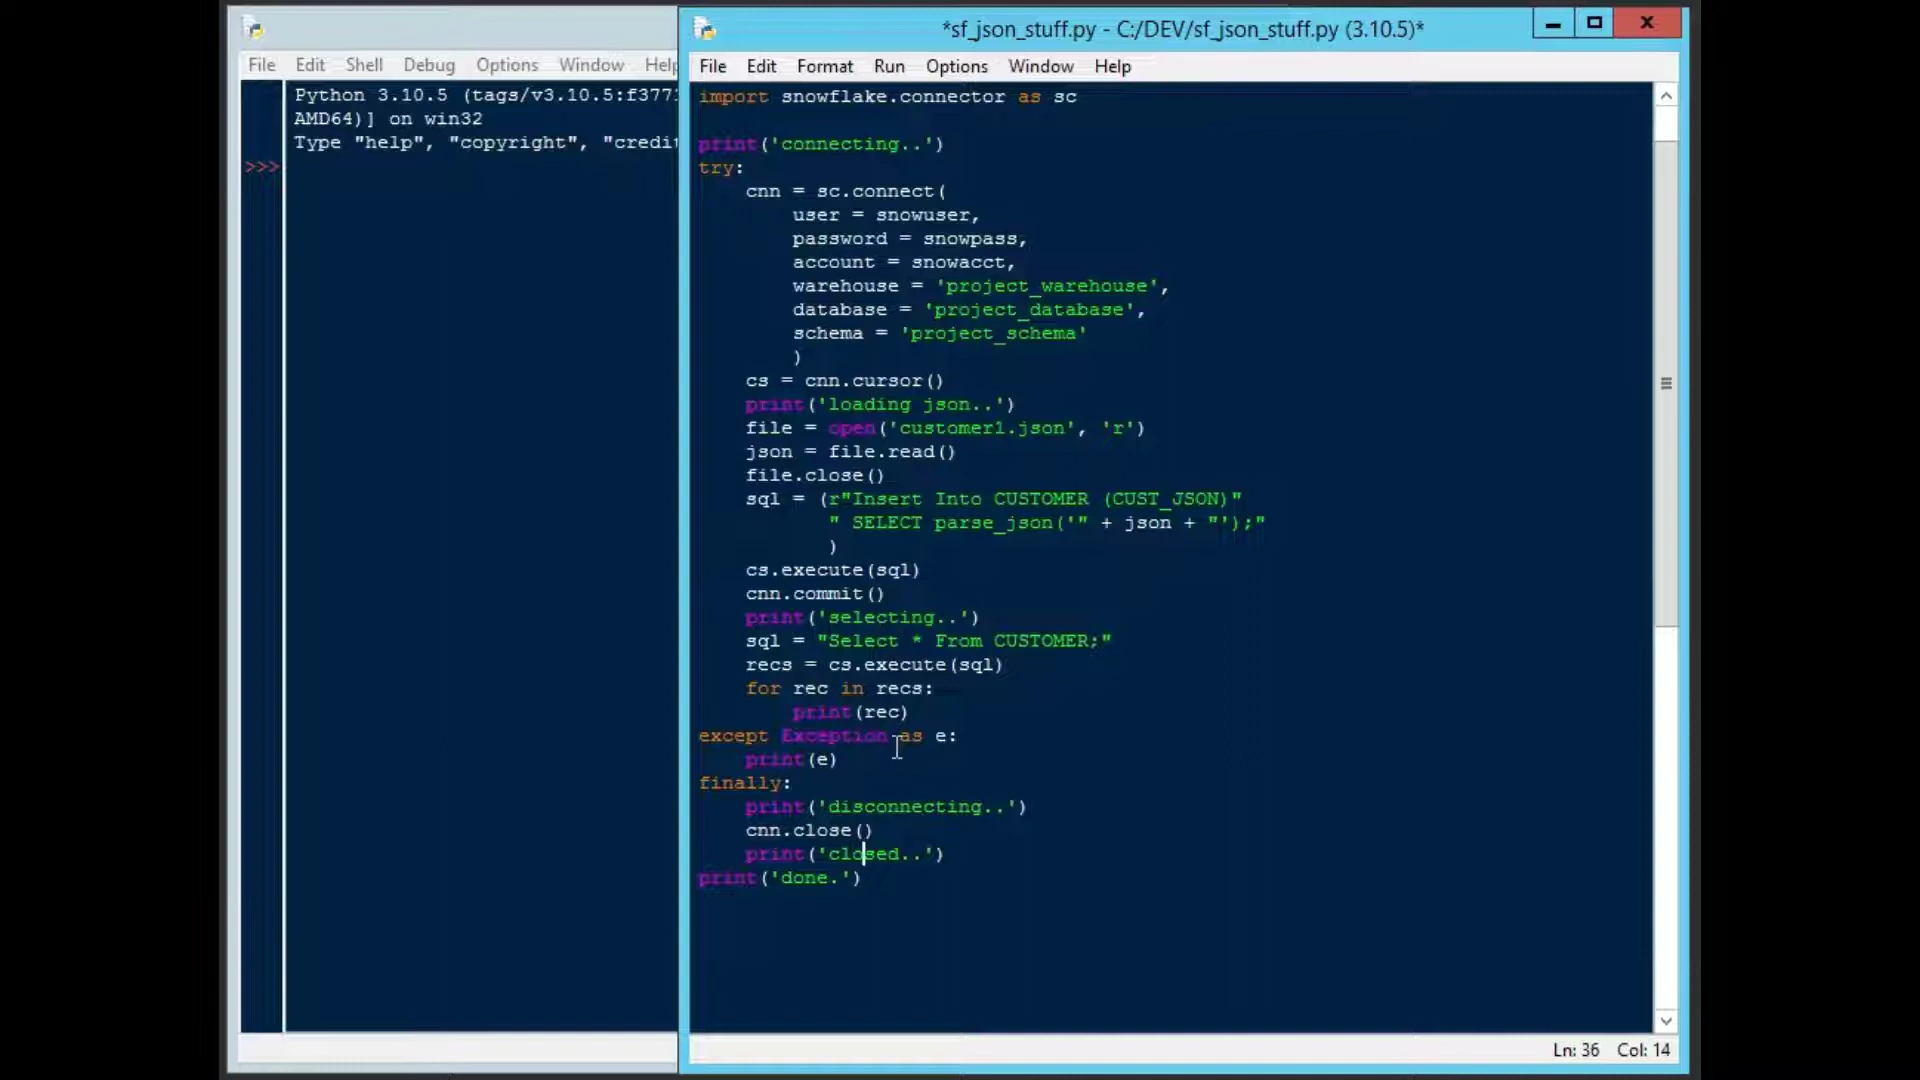 *sf_json_stuff.py - C:/DEV/sf_json_stuff.py (3.10.5)*
File Edit Shell Debug Options Window Help
Python 3.10.5 (tags/v3.10.5:f377
AMD64)] on win32
Type "help", "copyright", "credit
>>>
File Edit Format Run Options Window Help
import snowflake.connector as sc
print('connecting..')
try:
    cnn = sc.connect(
        user = snowuser,
        password = snowpass,
        account = snowacct,
        warehouse = 'project_warehouse',
        database = 'project_database',
        schema = 'project_schema'
        )
    cs = cnn.cursor()
    print('loading json..')
    file = open('customer1.json', 'r')
    json = file.read()
    file.close()
    sql = (r"Insert Into CUSTOMER (CUST_JSON)"
           " SELECT parse_json('" + json + "');"
           )
    cs.execute(sql)
    cnn.commit()
    print('selecting..')
    sql = "Select * From CUSTOMER;"
    recs = cs.execute(sql)
    for rec in recs:
        print(rec)
except Exception as e:
    print(e)
finally:
    print('disconnecting..')
    cnn.close()
    print('closed..')
print('done.')
Ln: 36 Col: 14